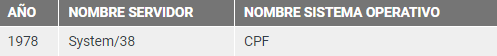 AÑO NOMBRE SERVIDOR NOMBRE SISTEMA OPERATIVO
1978 System/38 CPF